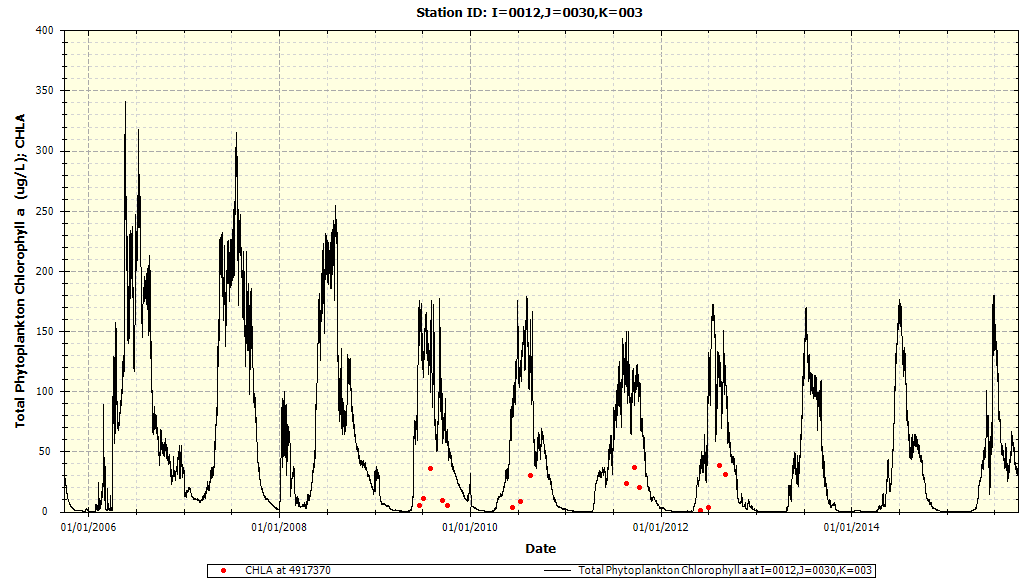 Station ID: I=0012,J=0030,K=003
Total Phytoplankton Chlorophyll a (ug/L); CHLA
400
350
300
250
200
150
100
50
0
01/01/2006 01/01/2008 01/01/2010 01/01/2012 01/01/2014
Date
CHLA at 4917370 Total Phytoplankton Chlorophyll a at I=0012,J=0030,K=003